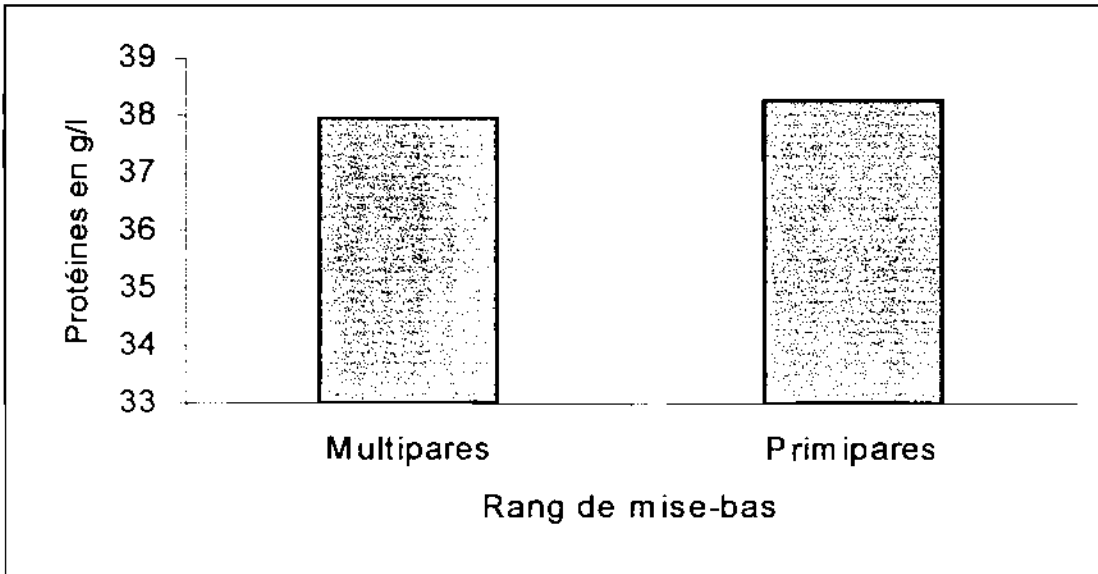 Protéines en g/l
39
38
37
36
35
34
33
Multipares Primipares
Rang de mise-bas